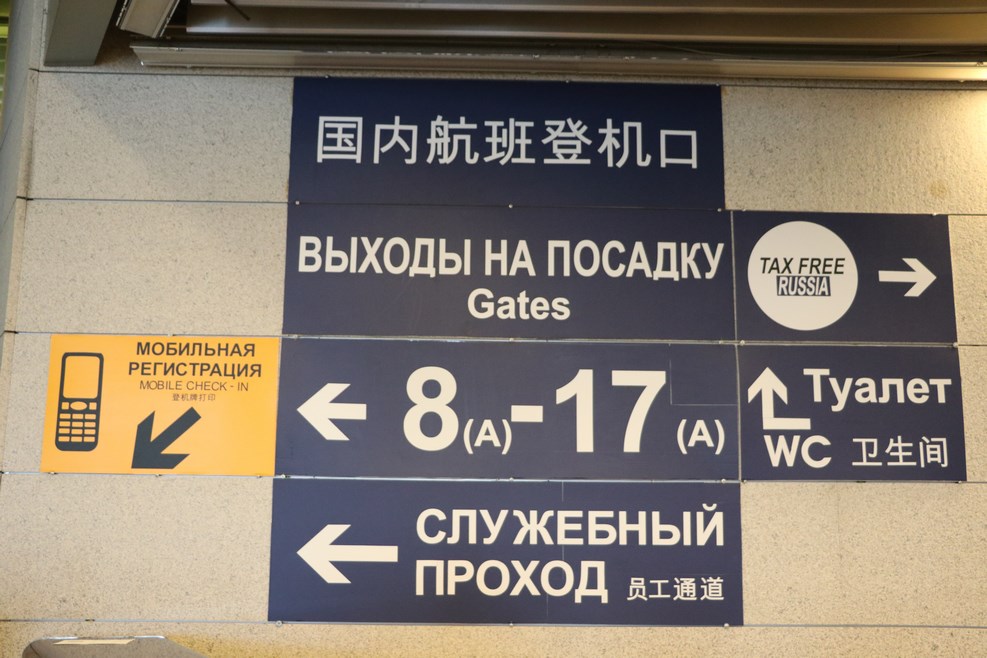 国内航班登机口
ВЫХОДЫ НА ПОСАДКУ
Gates
TAX FREE
RUSSIA
МОБИЛЬНАЯ
РЕГИСТРАЦИЯ
MOBILE CHECK - IN
登机牌打印
8(А)-17(А)
Туалет
WC 卫生间
СЛУЖЕБНЫЙ
ПРОХОД 员工通道